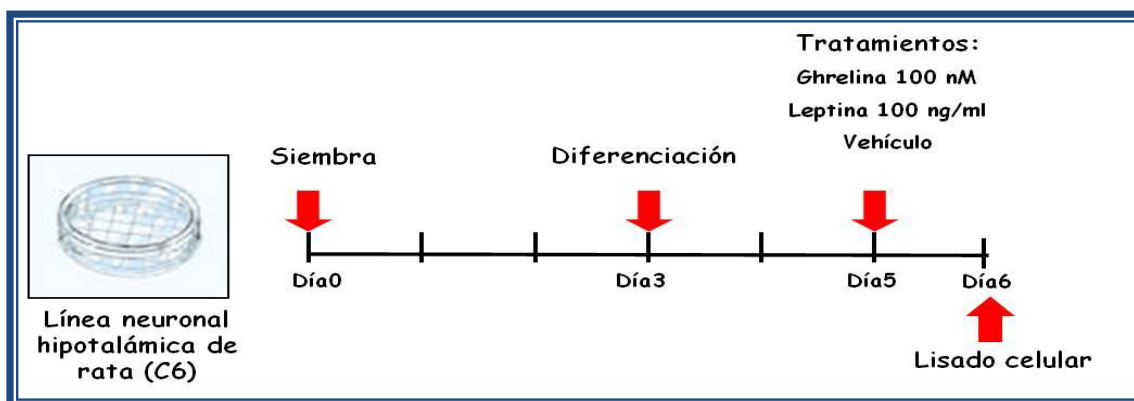 Tratamientos:
Ghrelina 100 nM
Leptina 100 ng/ml
Vehículo
Siembra
Diferenciación
Día0
Día3
Día5
Día6
Línea neuronal
hipotalámica de
rata (C6)
Lisado celular